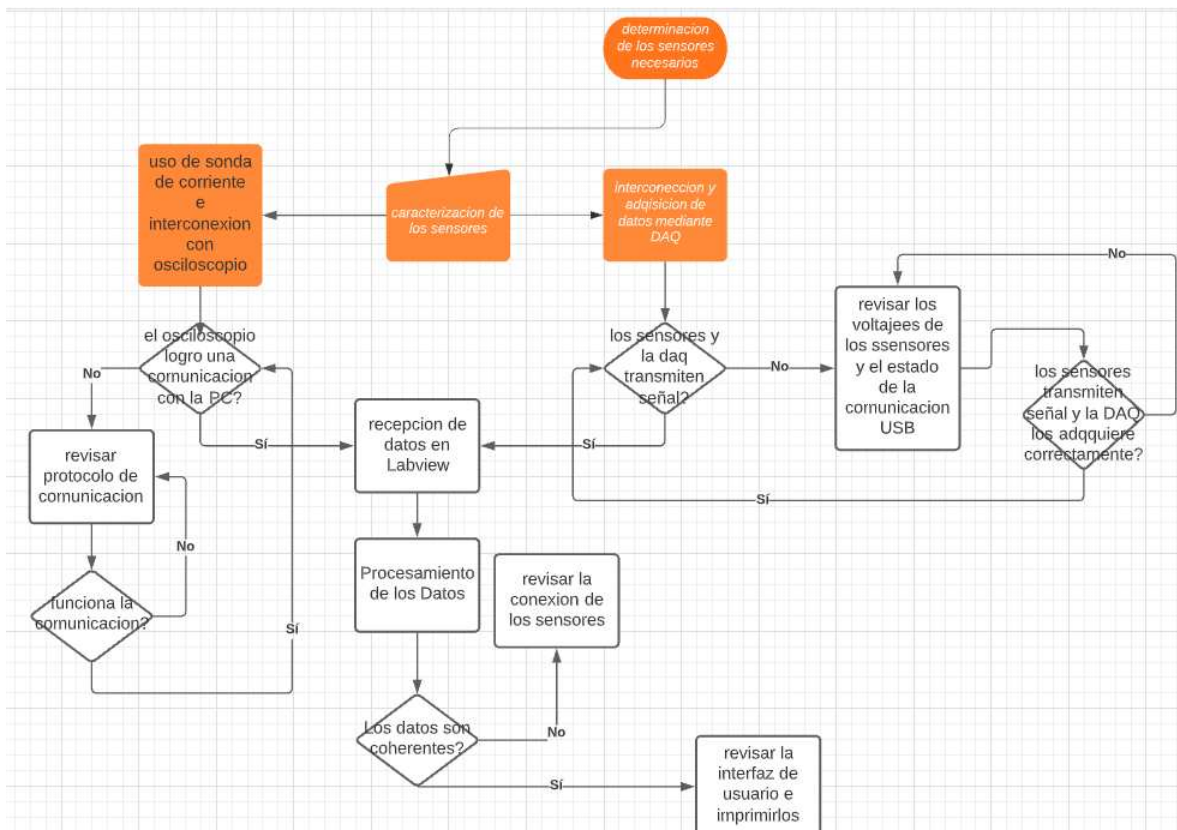 determinacion
de los sensores
necesarios
uso de sonda
de corriente
e
interconexion
con
osciloscopio
caracterizacion de
los sensores
interconeccion y
adqisicion de
datos mediante
DAQ
No
el osciloscopio
logro una
comunicacion
con la PC?
No
los sensores y
la daq
transmiten
señal?
No
revisar los
voltajees de
los ssensores
y el estado
de la
comunicacion
USB
los sensores
transmiten
señal y la DAQ
los adqquiere
correctamente?
Sí
recepcion de
datos en
Labview
Sí
revisar
protocolo de
comunicacion
Sí
No
Procesamiento
de los Datos
revisar la
conexion de
los sensores
funciona la
comunicacion?
Sí
Los datos son
coherentes?
No
Sí
revisar la
interfaz de
usuario e
imprimirlos